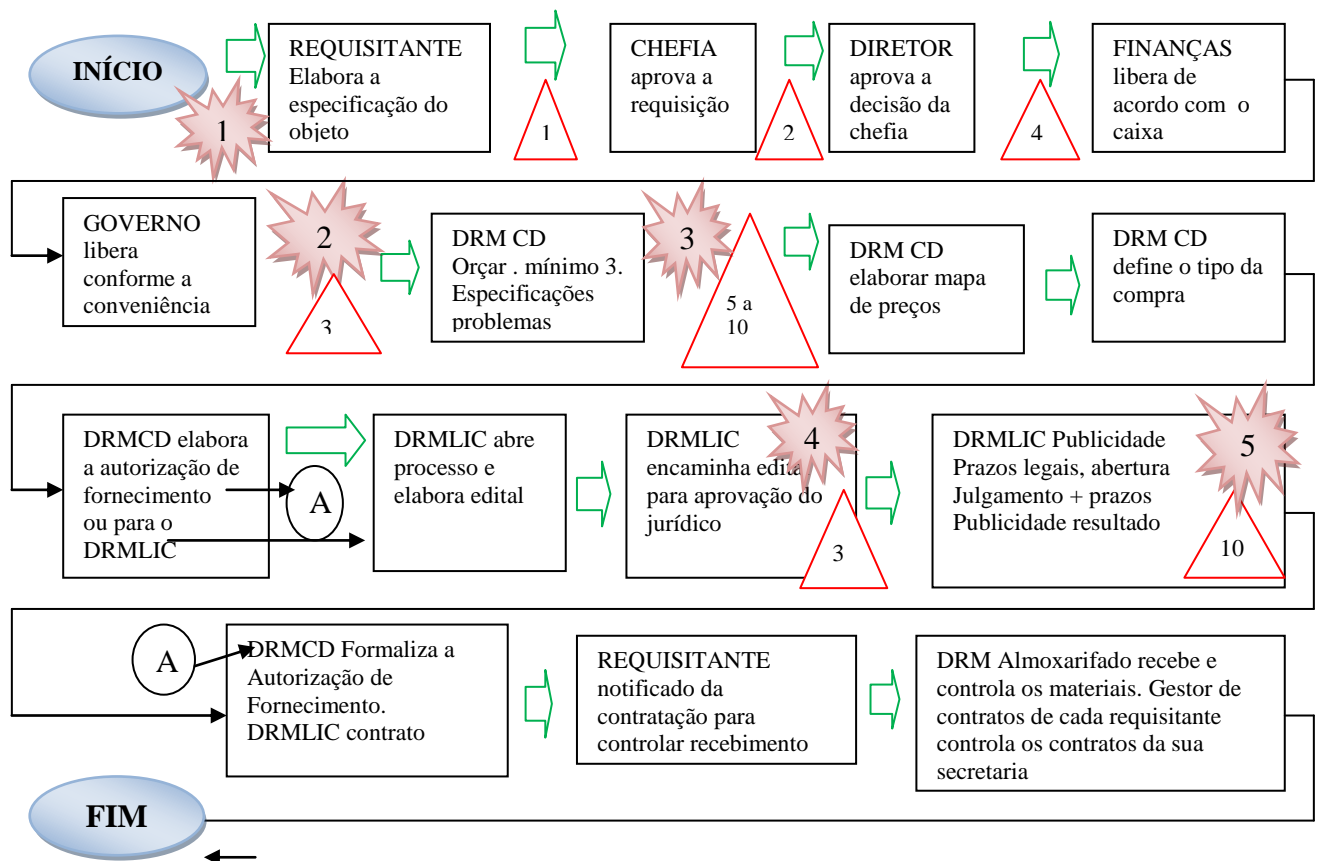 INÍCIO
1
REQUISITANTE
Elabora a
especificação do
objeto
1
CHEFIA
aprova a
requisição
2
DIRETOR
aprova a
decisão da
chefia
4
FINANÇAS
libera de
acordo com o
caixa
GOVERNO
libera
conforme a
conveniência
2
3
DRM CD
Orçar . mínimo 3.
Especificações
problemas
3
5 a
10
DRM CD
elaborar mapa
de preços
DRM CD
define o tipo da
compra
DRMCD elabora
a autorização de
fornecimento
ou para o
DRMLIC
A
DRMLIC abre
processo e
elabora edital
DRMLIC
encaminha edital
para aprovação do
jurídico
4
3
DRMLIC Publicidade
Prazos legais, abertura
Julgamento + prazos
Publicidade resultado
5
10
A
DRMCD Formaliza a
Autorização de
Fornecimento.
DRMLIC contrato
REQUISITANTE
notificado da
contratação para
controlar recebimento
DRM Almoxarifado recebe e
controla os materiais. Gestor de
contratos de cada requisitante
controla os contratos da sua
secretaria
FIM